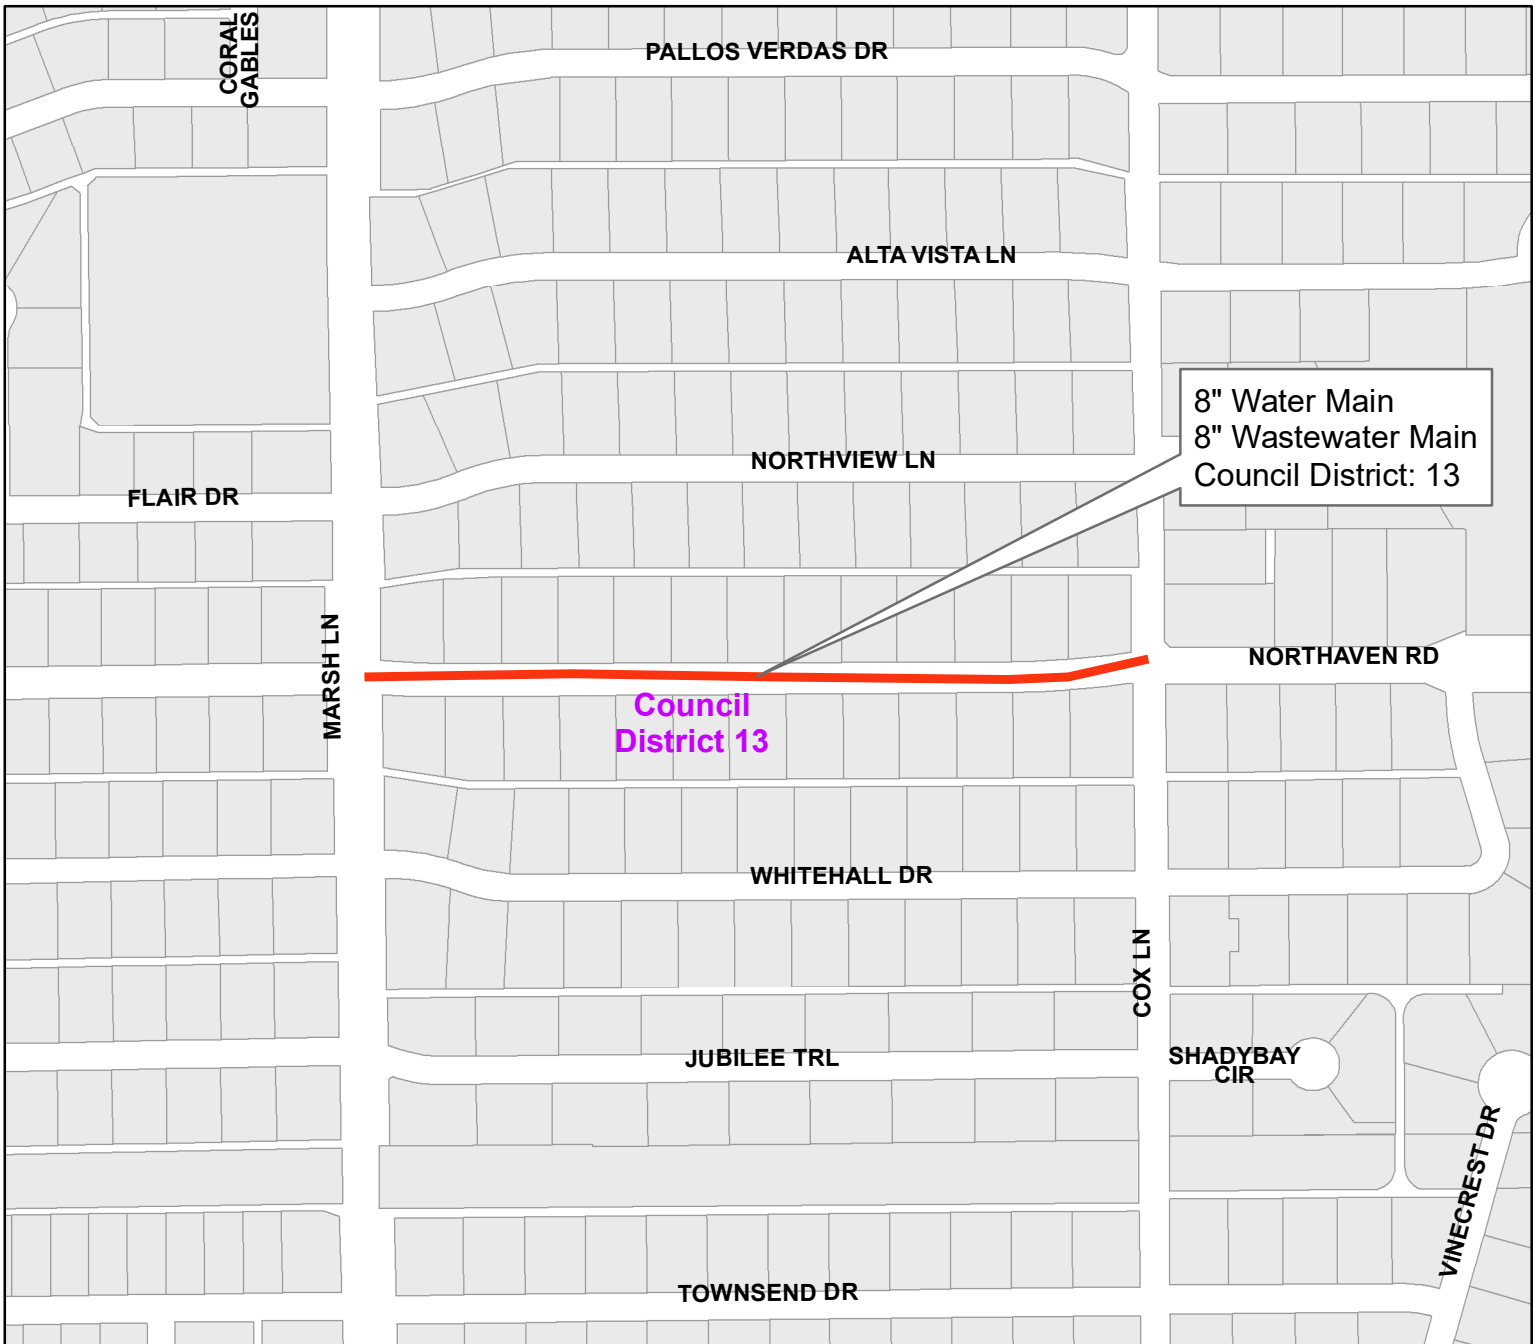 CORAL
GABLES
PALLOS VERDAS DR
ALTA VISTA LN
8" Water Main
8" Wastewater Main
Council District: 13
NORTHVIEW LN
FLAIR DR
MARSH LN
NORTHAVEN RD
Council
District 13
WHITEHALL DR
COX LN
JUBILEE TRL
SHADYBAY
CIR
VINECREST DR
TOWNSEND DR